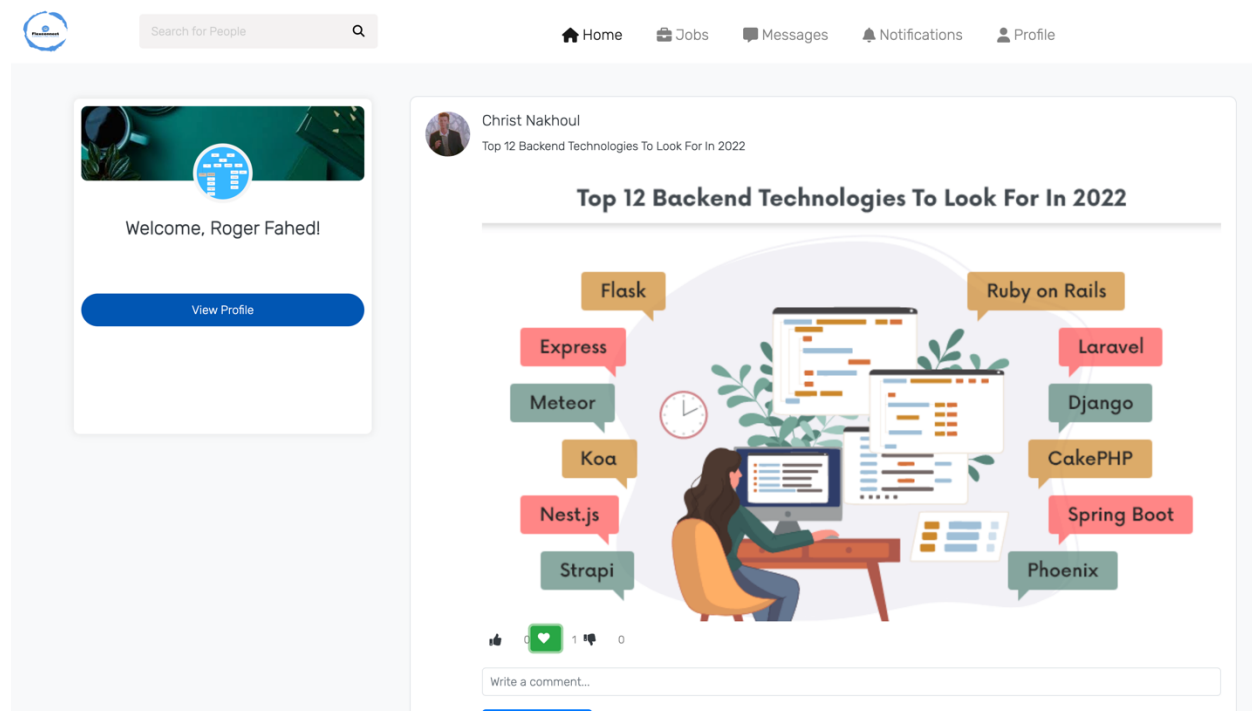 Search for People
Home
Jobs
Messages
Notifications
Profile
Christ Nakhoul
Top 12 Backend Technologies To Look For In 2022
Welcome, Roger Fahed!
View Profile
Top 12 Backend Technologies To Look For In 2022
Flask
Ruby on Rails
Express
Laravel
Meteor
Django
Koa
CakePHP
Nest.js
Spring Boot
Strapi
Phoenix
0 1 0
Write a comment...